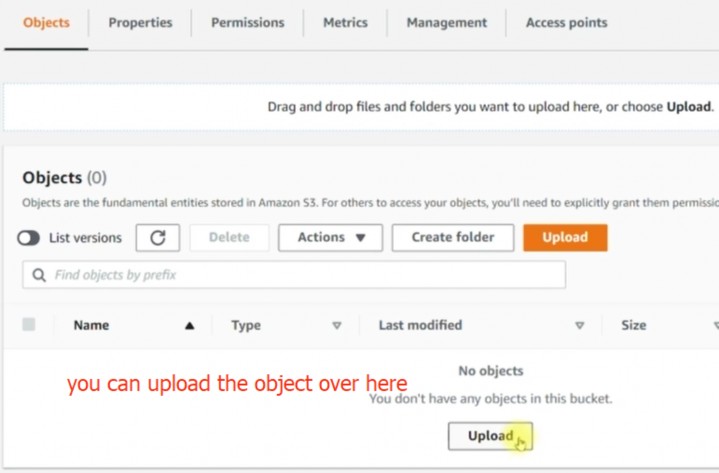 Objects Properties Permissions Metrics Management Access points
Drag and drop files and folders you want to upload here, or choose Upload.
Objects (0)
Objects are the fundamental entities stored in Amazon S3. For others to access your objects, you'll need to explicitly grant them permissio
List versions Delete Actions Create folder Upload
Find objects by prefix
Name Type Last modified Size
No objects
you can upload the object over here
You don't have any objects in this bucket.
Upload